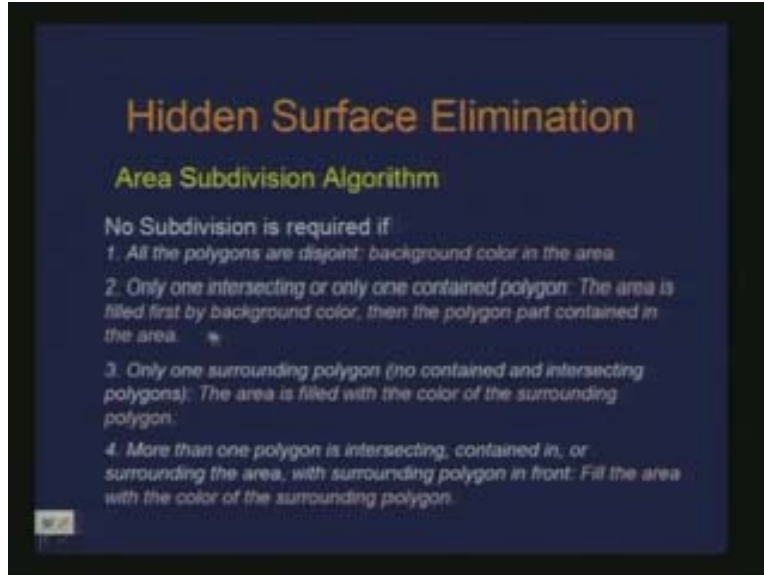 Hidden Surface Elimination
Area Subdivision Algorithm
No Subdivision is required if
1. All the polygons are disjoint: background color in the area.
2. Only one intersecting or only one contained polygon: The area is
filled first by background color, then the polygon part contained in
the area.
3. Only one surrounding polygon (no contained and intersecting
polygons): The area is filled with the color of the surrounding
polygon.
4. More than one polygon is intersecting, contained in, or
surrounding the area, with surrounding polygon in front: Fill the area
with the color of the surrounding polygon.